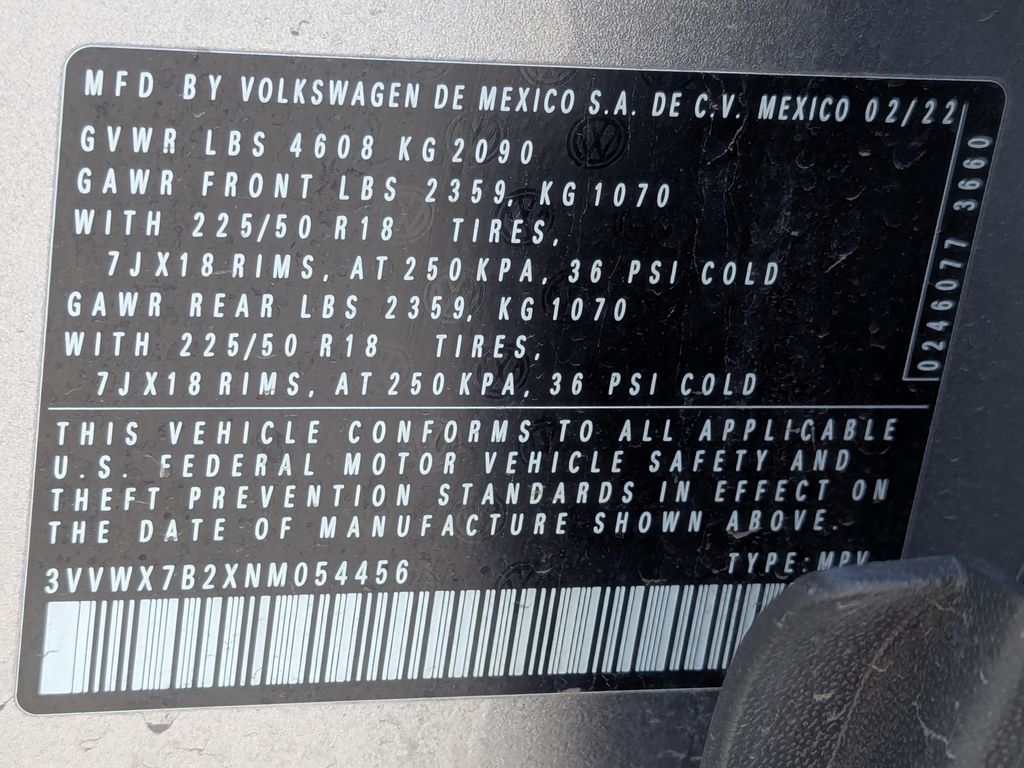 MFD BY VOLKSWAGEN DE MEXICO S.A. DE C.V. MEXICO 02/22
GVWR LBS 4608 KG 2090
GAWR FRONT LBS 2359, KG 1070
WITH 225/50 R18 TIRES,
7JX18 RIMS, AT 250 KPA, 36 PSI COLD
GAWR REAR LBS 2359, KG 1070
WITH 225/50 R18 TIRES,
7JX18 RIMS, AT 250 KPA, 36 PSI COLD
0246077 3660
THIS VEHICLE CONFORMS TO ALL APPLICABLE
U.S. FEDERAL MOTOR VEHICLE SAFETY AND
THEFT PREVENTION STANDARDS IN EFFECT ON
THE DATE OF MANUFACTURE SHOWN ABOVE.
3VVWX7B2XNM054456 TYPE: MPV